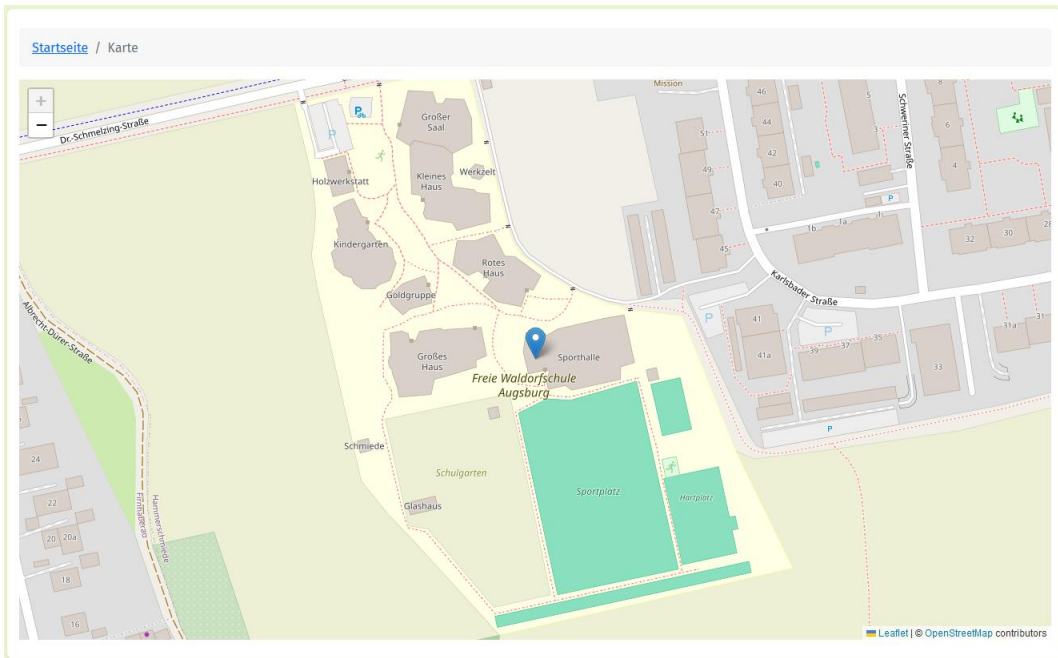 Startseite / Karte
+
−
Dr.-Schmelzing-Straße
P
P
Großer
Saal
Mission
46
5
8
6
4
Schweriner Straße
44
3
51
42
Holzwerkstatt
Kleines
Haus
Werkzelt
49
40
P
47
1b
1a
1
32
30
28
Kindergarten
45
Rotes
Haus
Karlsbader Straße
Goldgruppe
Albrecht-Dürer-Straße
P
41
P
31a
31
Großes
Haus
Sporthalle
41a
39
37
35
33
Freie Waldorfschule
Augsburg
P
Schmiede
24
Schulgarten
Sportplatz
Hartplatz
22
Glashaus
Firnhaberau
Hammerschmiede
20
20a
18
16
Leaflet | © OpenStreetMap contributors